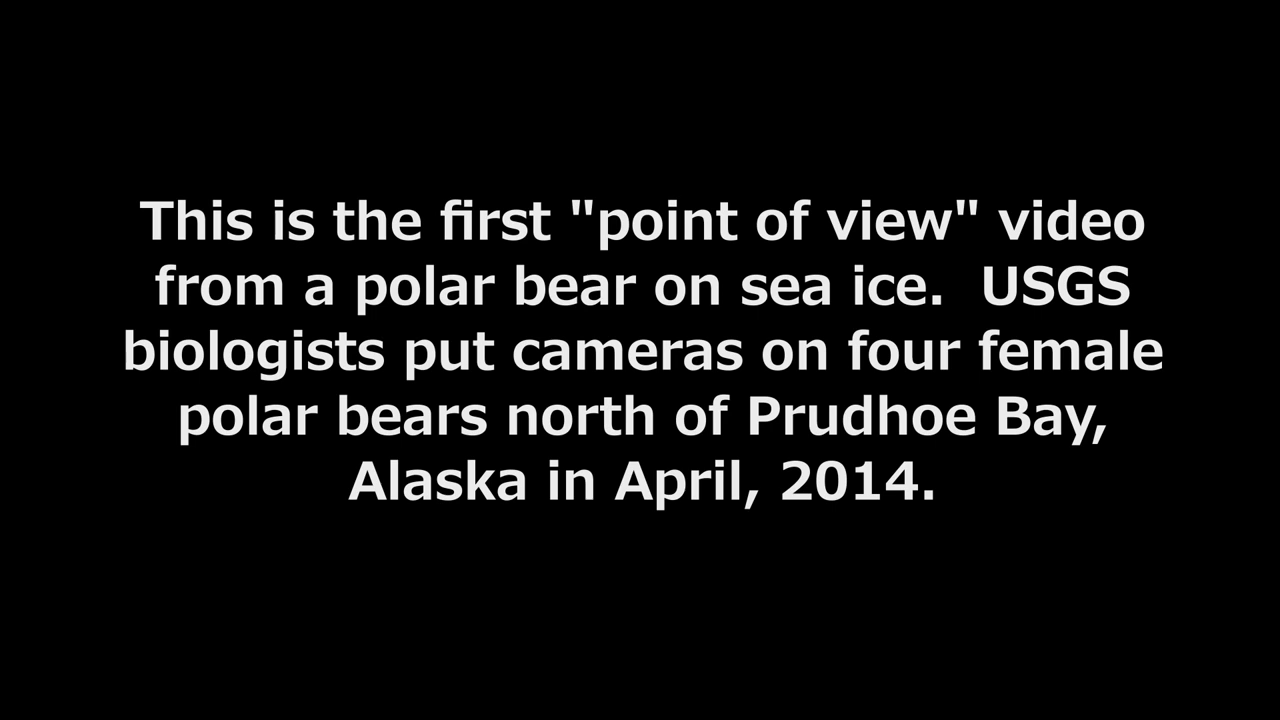 This is the first "point of view" video
from a polar bear on sea ice.  USGS
biologists put cameras on four female
polar bears north of Prudhoe Bay,
Alaska in April, 2014.